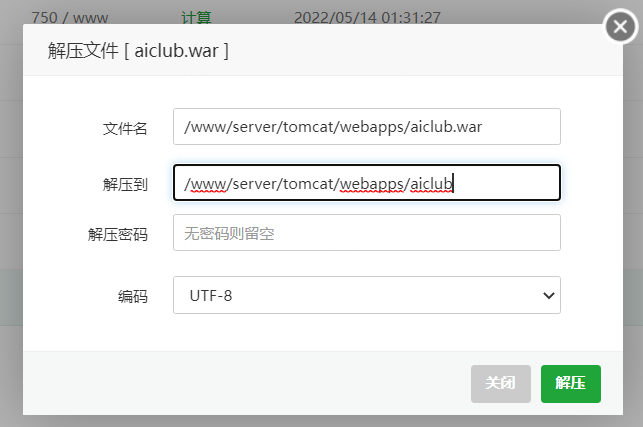 750 / www 计算 2022/05/14 01:31:27
解压文件 [ aiclub.war ]
文件名 /www/server/tomcat/webapps/aiclub.war
解压到 /www/server/tomcat/webapps/aiclub
解压密码 无密码则留空
编码 UTF-8
关闭 解压